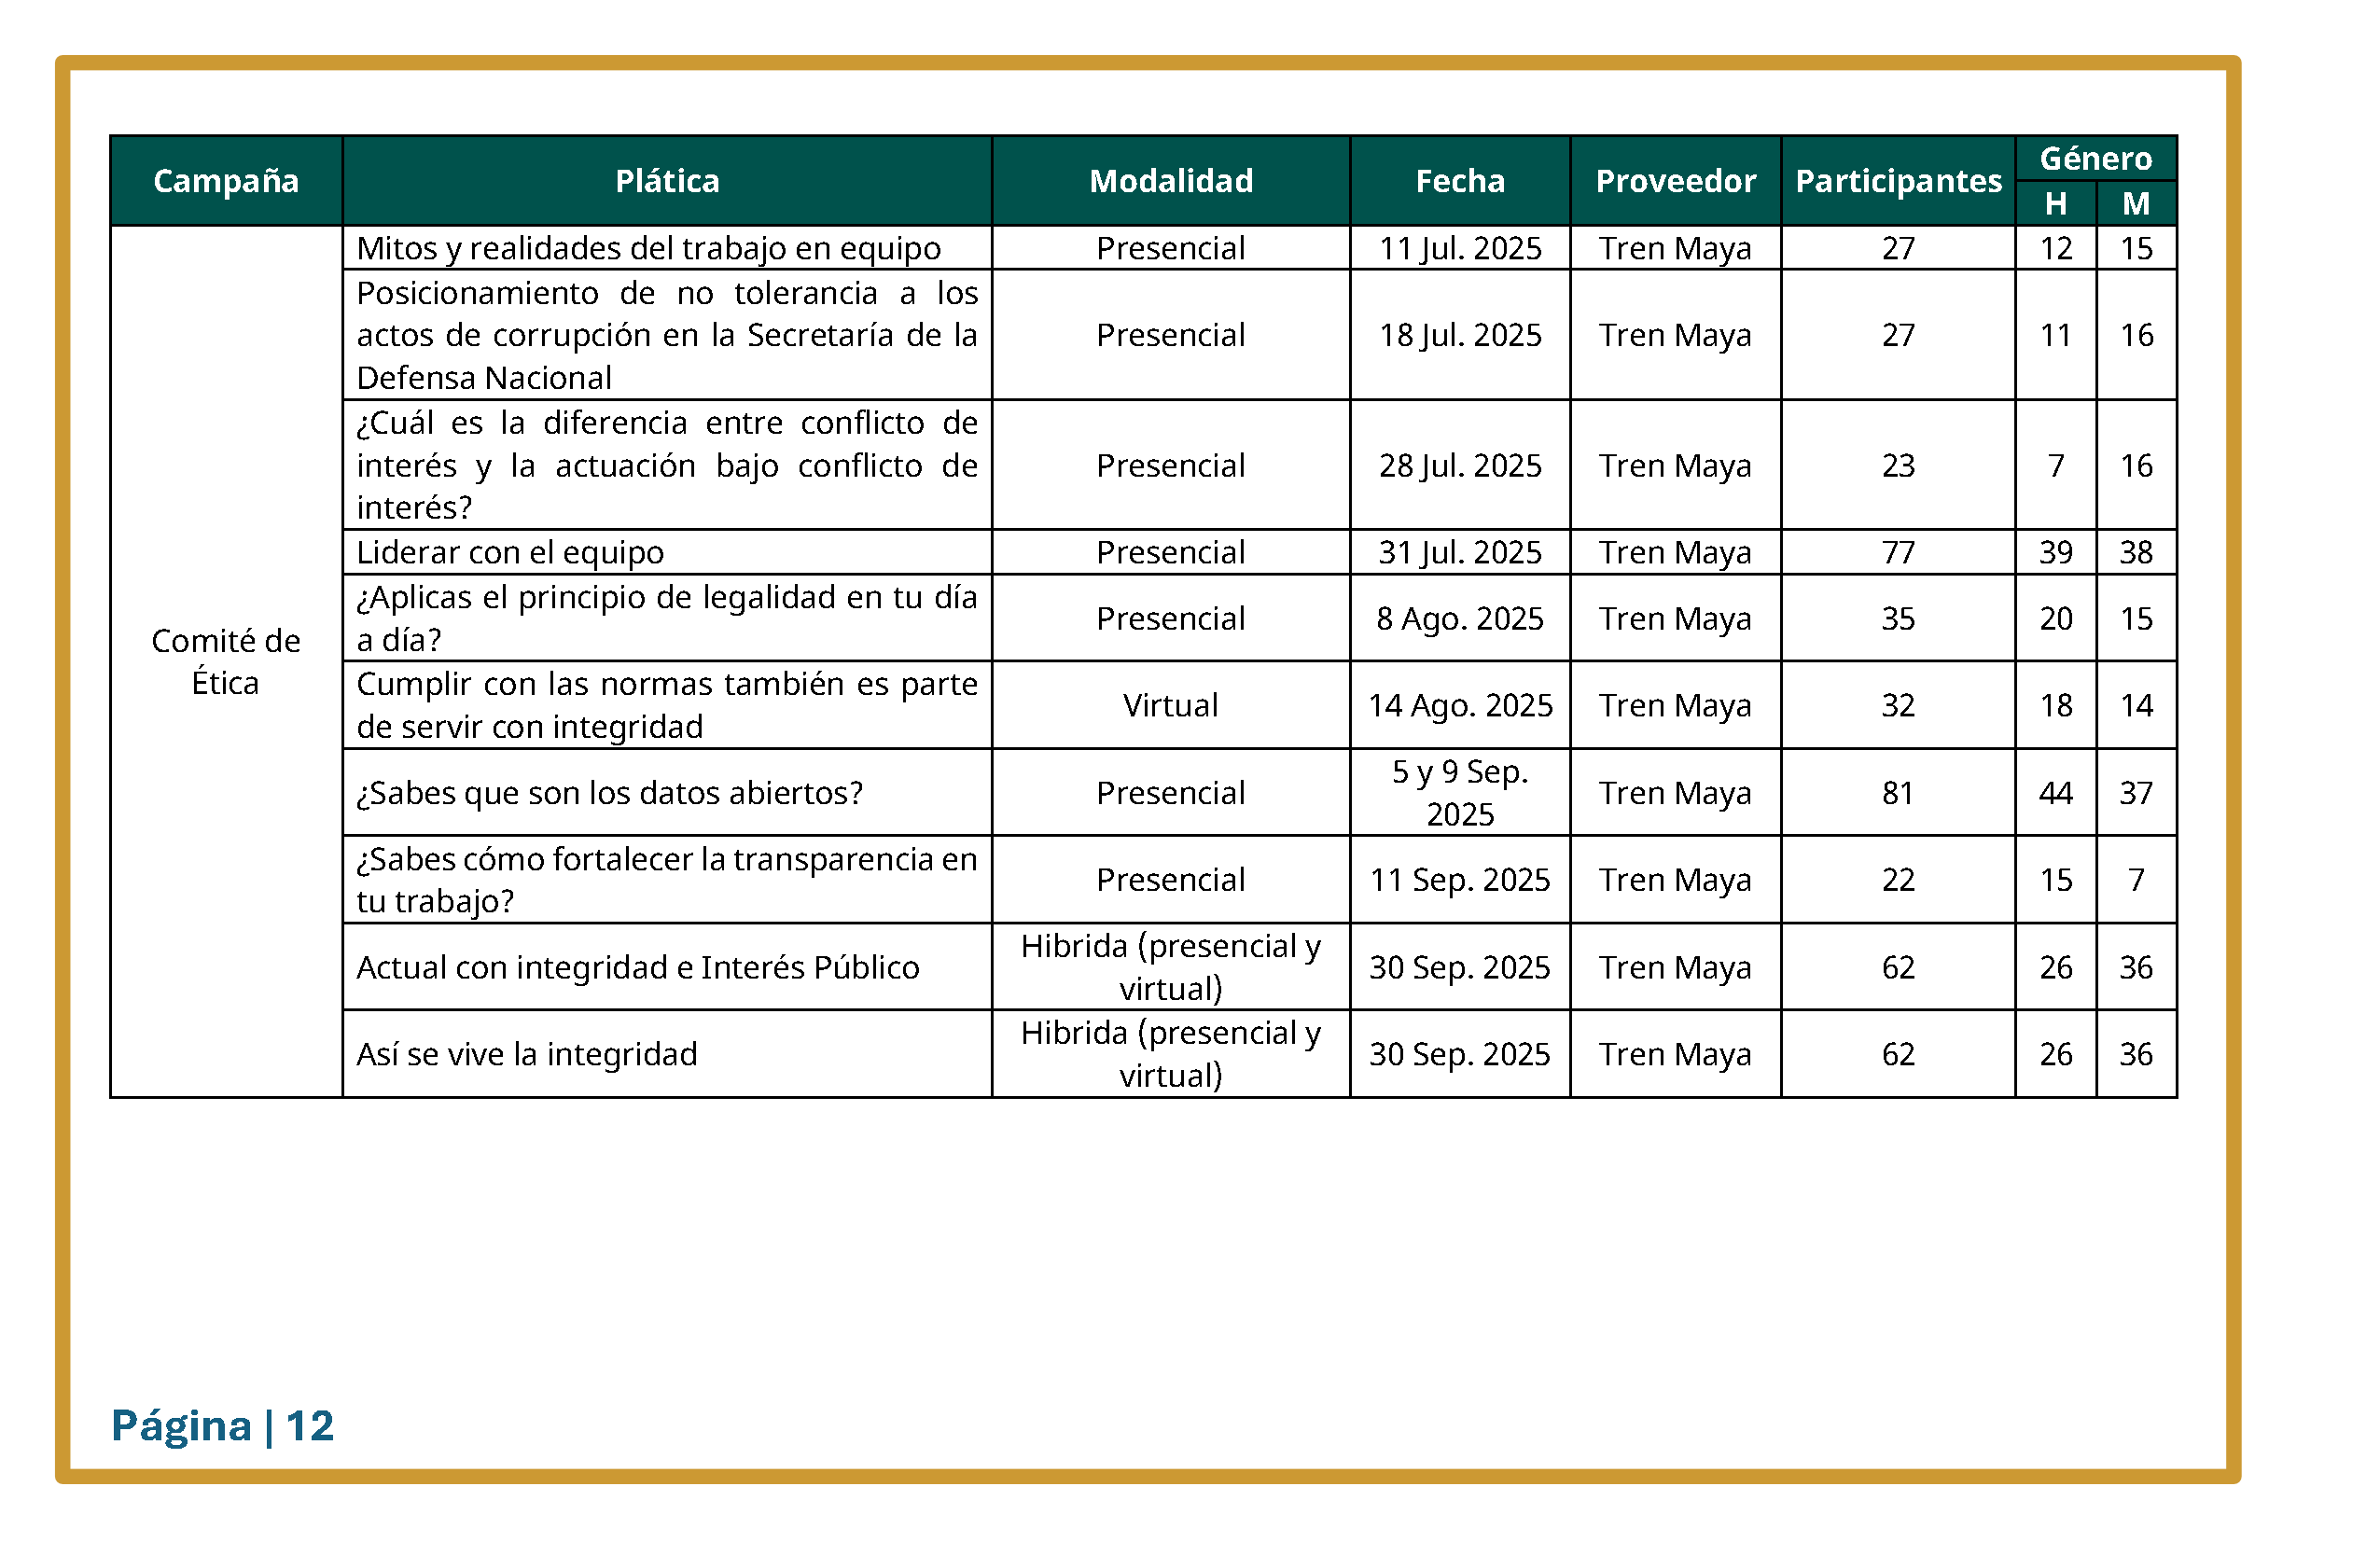 Campaña Plática Modalidad Fecha Proveedor Participantes Género
H M
Mitos y realidades del trabajo en equipo Presencial 11 Jul. 2025 Tren Maya 27 12 15
Posicionamiento de no tolerancia a los
actos de corrupción en la Secretaría de la Presencial 18 Jul. 2025 Tren Maya 27 11 16
Defensa Nacional
¿Cuál es la diferencia entre conflicto de
interés y la actuación bajo conflicto de Presencial 28 Jul. 2025 Tren Maya 23 7 16
interés?
Liderar con el equipo Presencial 31 Jul. 2025 Tren Maya 77 39 38
¿Aplicas el principio de legalidad en tu día
a día? Presencial 8 Ago. 2025 Tren Maya 35 20 15
Comité de
Ética
Cumplir con las normas también es parte
de servir con integridad Virtual 14 Ago. 2025 Tren Maya 32 18 14
¿Sabes que son los datos abiertos? Presencial 5 y 9 Sep.
2025 Tren Maya 81 44 37
¿Sabes cómo fortalecer la transparencia en
tu trabajo? Presencial 11 Sep. 2025 Tren Maya 22 15 7
Actual con integridad e Interés Público Hibrida (presencial y
virtual) 30 Sep. 2025 Tren Maya 62 26 36
Así se vive la integridad Hibrida (presencial y
virtual) 30 Sep. 2025 Tren Maya 62 26 36
Página | 12